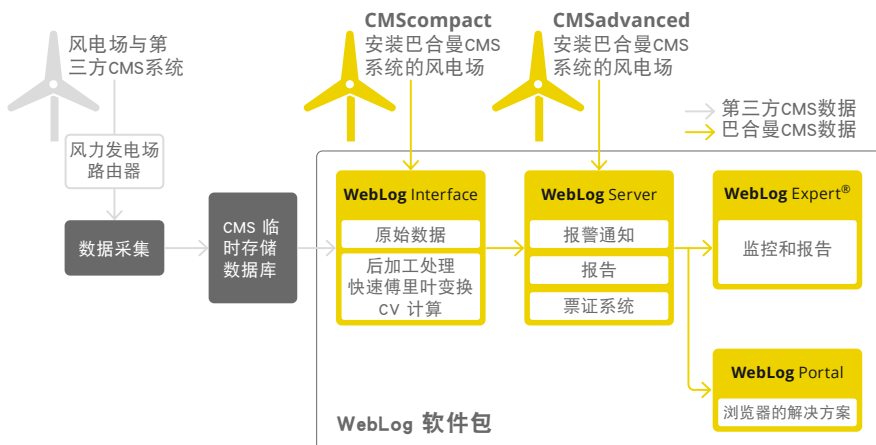 风电场与第
三方CMS系统
CMScompact
安装巴合曼CMS
系统的风电场
CMSadvanced
安装巴合曼CMS
系统的风电场
第三方CMS数据
巴合曼CMS数据
风力发电场
路由器
数据采集
CMS 临
时存储
数据库
WebLog Interface
原始数据
后加工处理
快速傅里叶变换
CV 计算
WebLog Server
报警通知
报告
票证系统
WebLog Expert®
监控和报告
WebLog Portal
浏览器的解决方案
WebLog 软件包